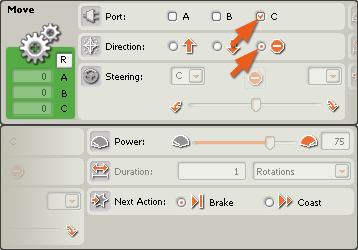 Move
Port: A B C
Direction:
R
0 A
0 B
0 C
Steering: C
Power: 75
C
Duration: 1 Rotations
Next Action: Brake Coast